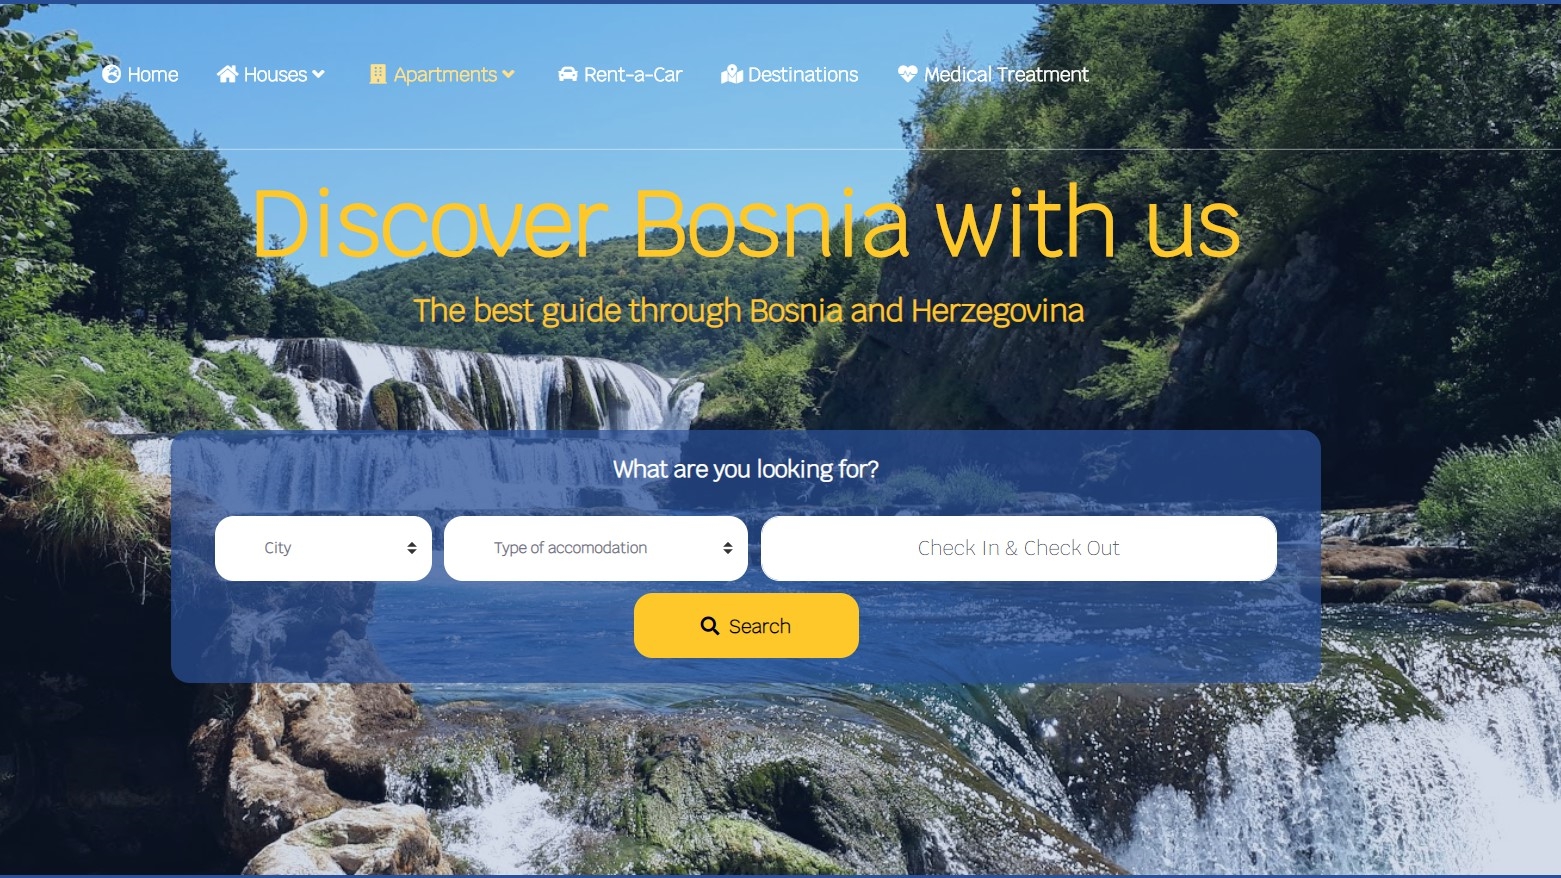 Home Houses Apartments Rent-a-Car Destinations Medical Treatment
Discover Bosnia with us
The best guide through Bosnia and Herzegovina
What are you looking for?
City Type of accomodation Check In & Check Out
Search